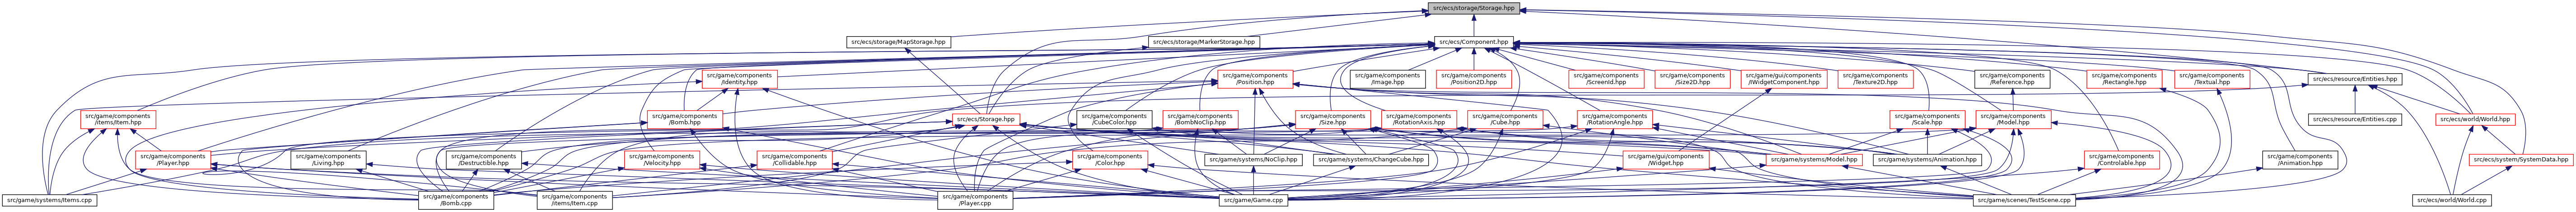 src/ecs/storage/Storage.hpp
src/ecs/storage/MapStorage.hpp
src/ecs/storage/MarkerStorage.hpp
src/ecs/Component.hpp
src/game/components
/Identity.hpp
src/game/components
/Position.hpp
src/game/components
/Image.hpp
src/game/components
/Position2D.hpp
src/game/components
/ScreenId.hpp
src/game/components
/Size2D.hpp
src/game/gui/components
/IWidgetComponent.hpp
src/game/components
/Texture2D.hpp
src/game/components
/Reference.hpp
src/game/components
/Rectangle.hpp
src/game/components
/Textual.hpp
src/ecs/resource/Entities.hpp
src/game/components
/items/Item.hpp
src/game/components
/Bomb.hpp
src/ecs/Storage.hpp
src/game/components
/CubeColor.hpp
src/game/components
/BombNoClip.hpp
src/game/components
/Size.hpp
src/game/components
/RotationAxis.hpp
src/game/components
/Cube.hpp
src/game/components
/RotationAngle.hpp
src/game/components
/Scale.hpp
src/game/components
/Model.hpp
src/ecs/resource/Entities.cpp
src/ecs/world/World.hpp
src/game/components
/Player.hpp
src/game/components
/Living.hpp
src/game/components
/Destructible.hpp
src/game/components
/Velocity.hpp
src/game/components
/Collidable.hpp
src/game/components
/Color.hpp
src/game/systems/NoClip.hpp
src/game/systems/ChangeCube.hpp
src/game/gui/components
/Widget.hpp
src/game/systems/Model.hpp
src/game/systems/Animation.hpp
src/game/components
/Controlable.hpp
src/game/components
/Animation.hpp
src/ecs/system/SystemData.hpp
src/game/systems/Items.cpp
src/game/components
/Bomb.cpp
src/game/components
/items/Item.cpp
src/game/components
/Player.cpp
src/game/Game.cpp
src/game/scenes/TestScene.cpp
src/ecs/world/World.cpp